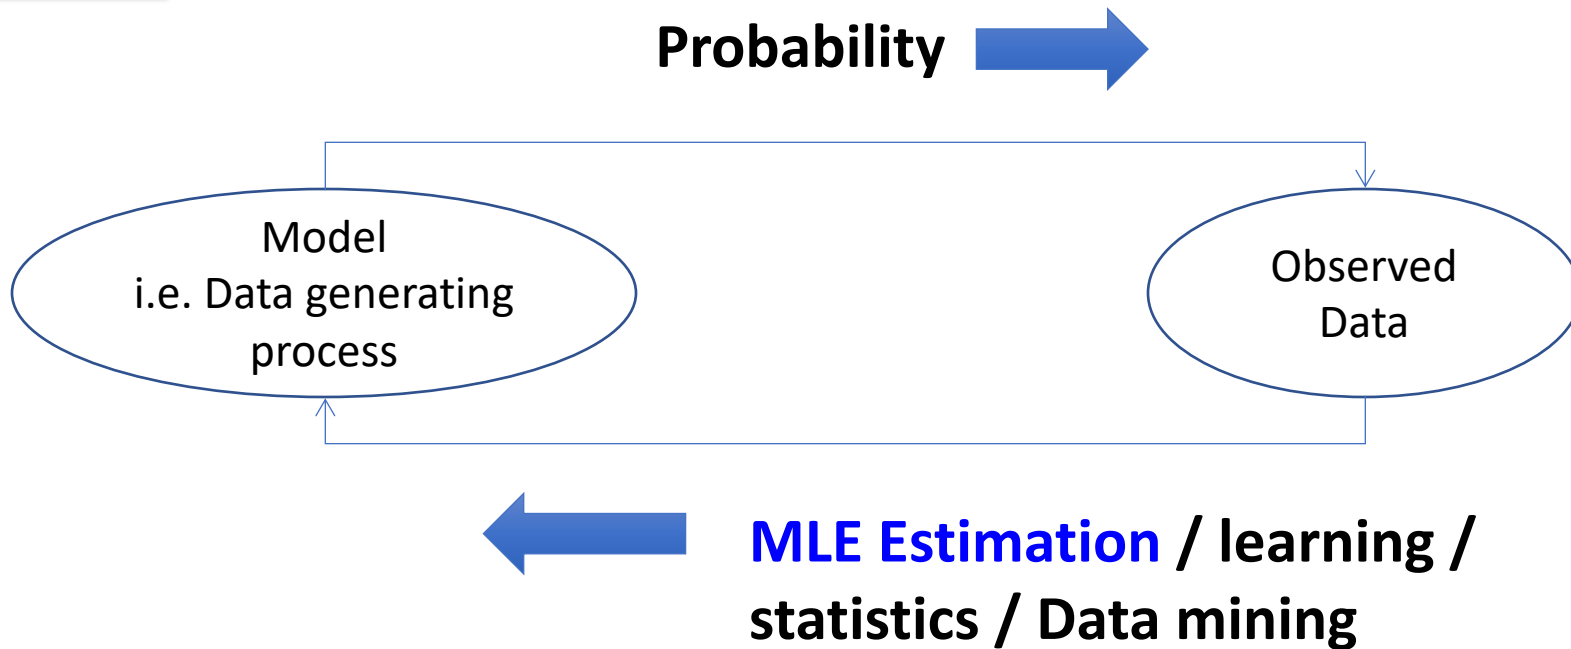 Probability
Model
i.e. Data generating
process
Observed
Data
MLE Estimation / learning /
statistics / Data mining